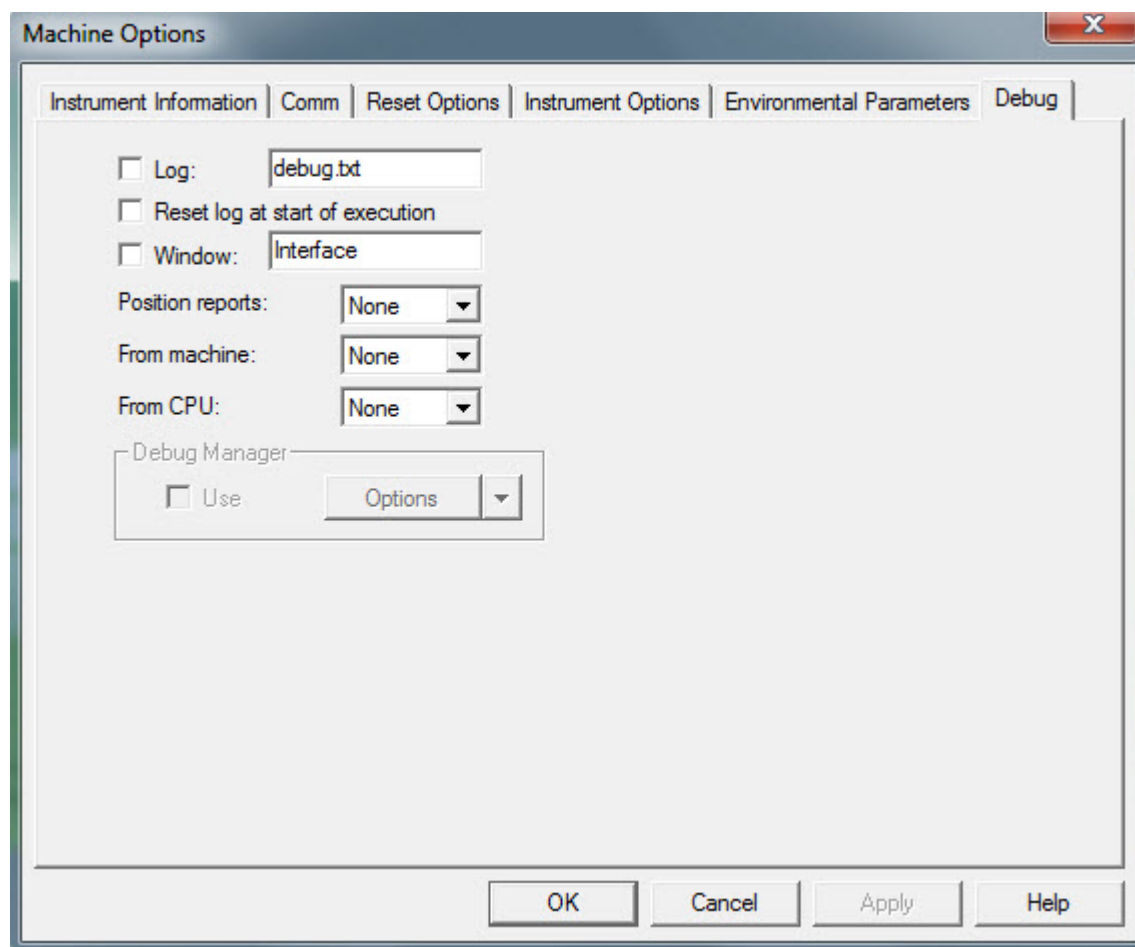 Machine Options
Instrument Information Comm Reset Options Instrument Options Environmental Parameters Debug
Log: debug.txt
Reset log at start of execution
Window: Interface
Position reports: None
From machine: None
From CPU: None
Debug Manager
Use Options
OK Cancel Apply Help